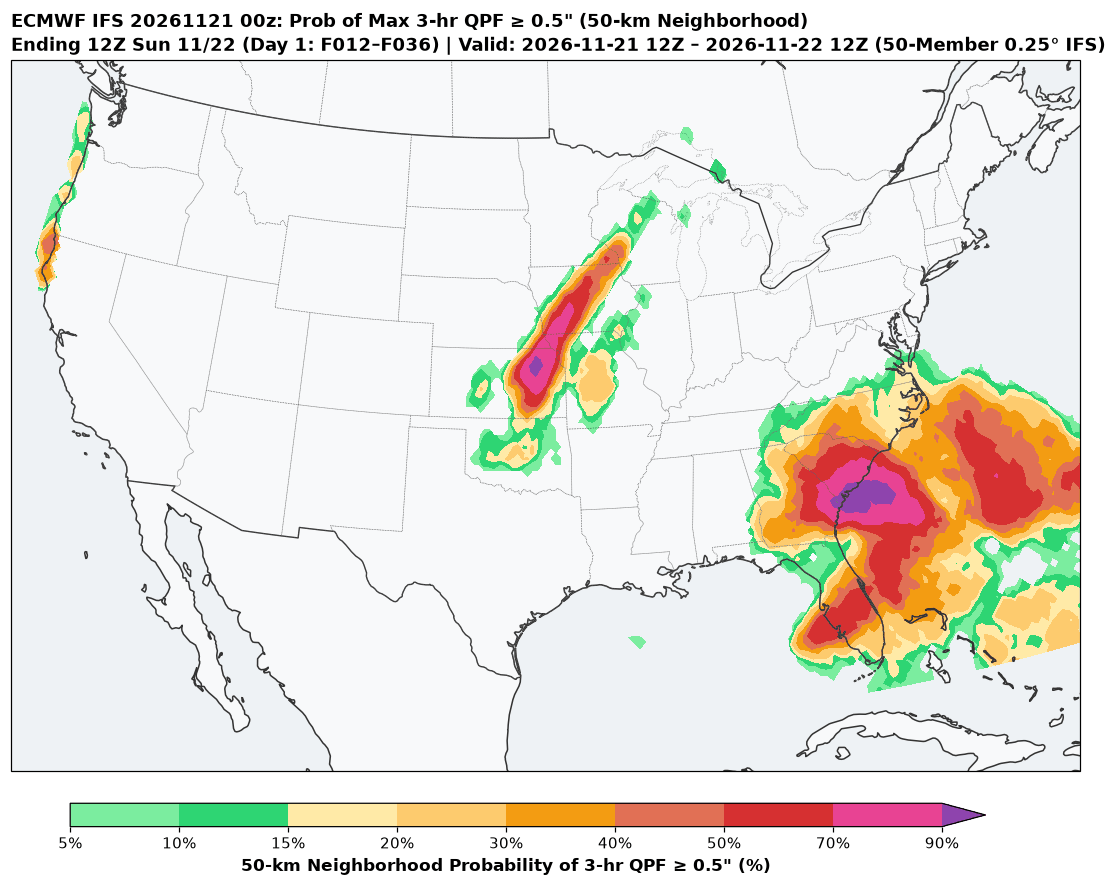 ECMWF IFS 20261121 00z: Prob of Max 3-hr QPF ≥ 0.5" (50-km Neighborhood)
Ending 12Z Sun 11/22 (Day 1: F012–F036) | Valid: 2026-11-21 12Z – 2026-11-22 12Z (50-Member 0.25° IFS)
5% 10% 15% 20% 30% 40% 50% 70% 90%
50-km Neighborhood Probability of 3-hr QPF ≥ 0.5" (%)